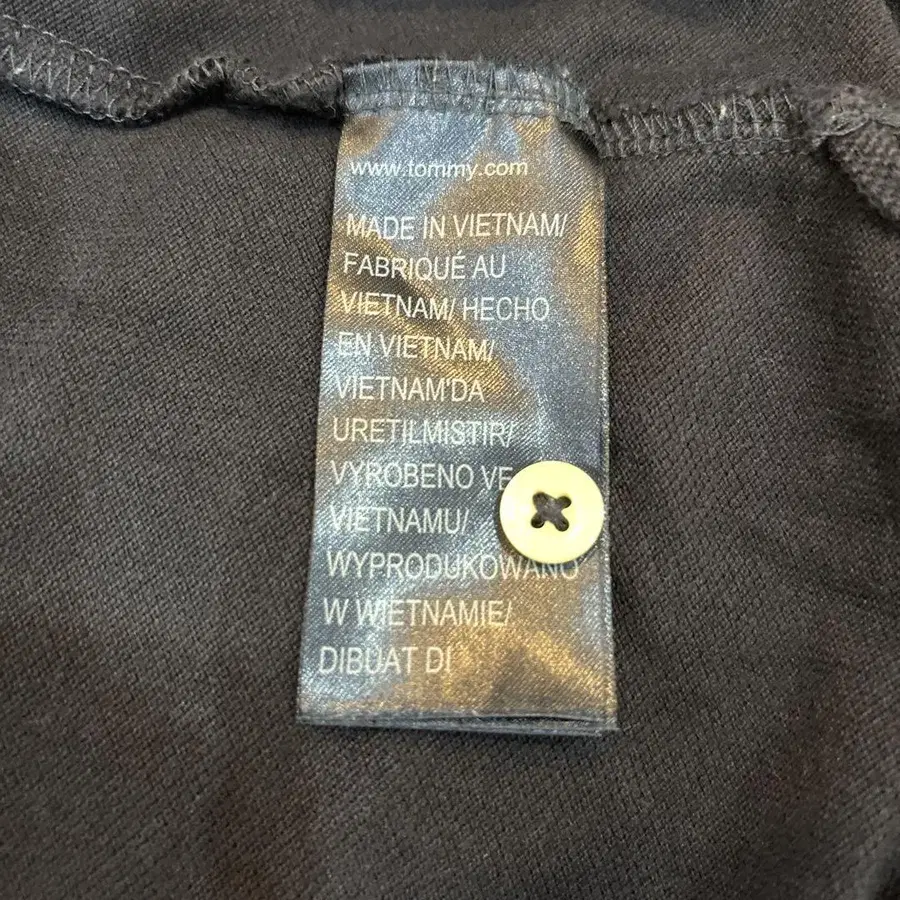 www.tommy.com
MADE IN VIETNAM/
FABRIQUÉ AU
VIETNAM/ HECHO
EN VIETNAM/
VIETNAM'DA
URETILMISTIR/
VYROBENO VE
VIETNAMU/
WYPRODUKOWANO
W WIETNAMIE/
DIBUAT DI